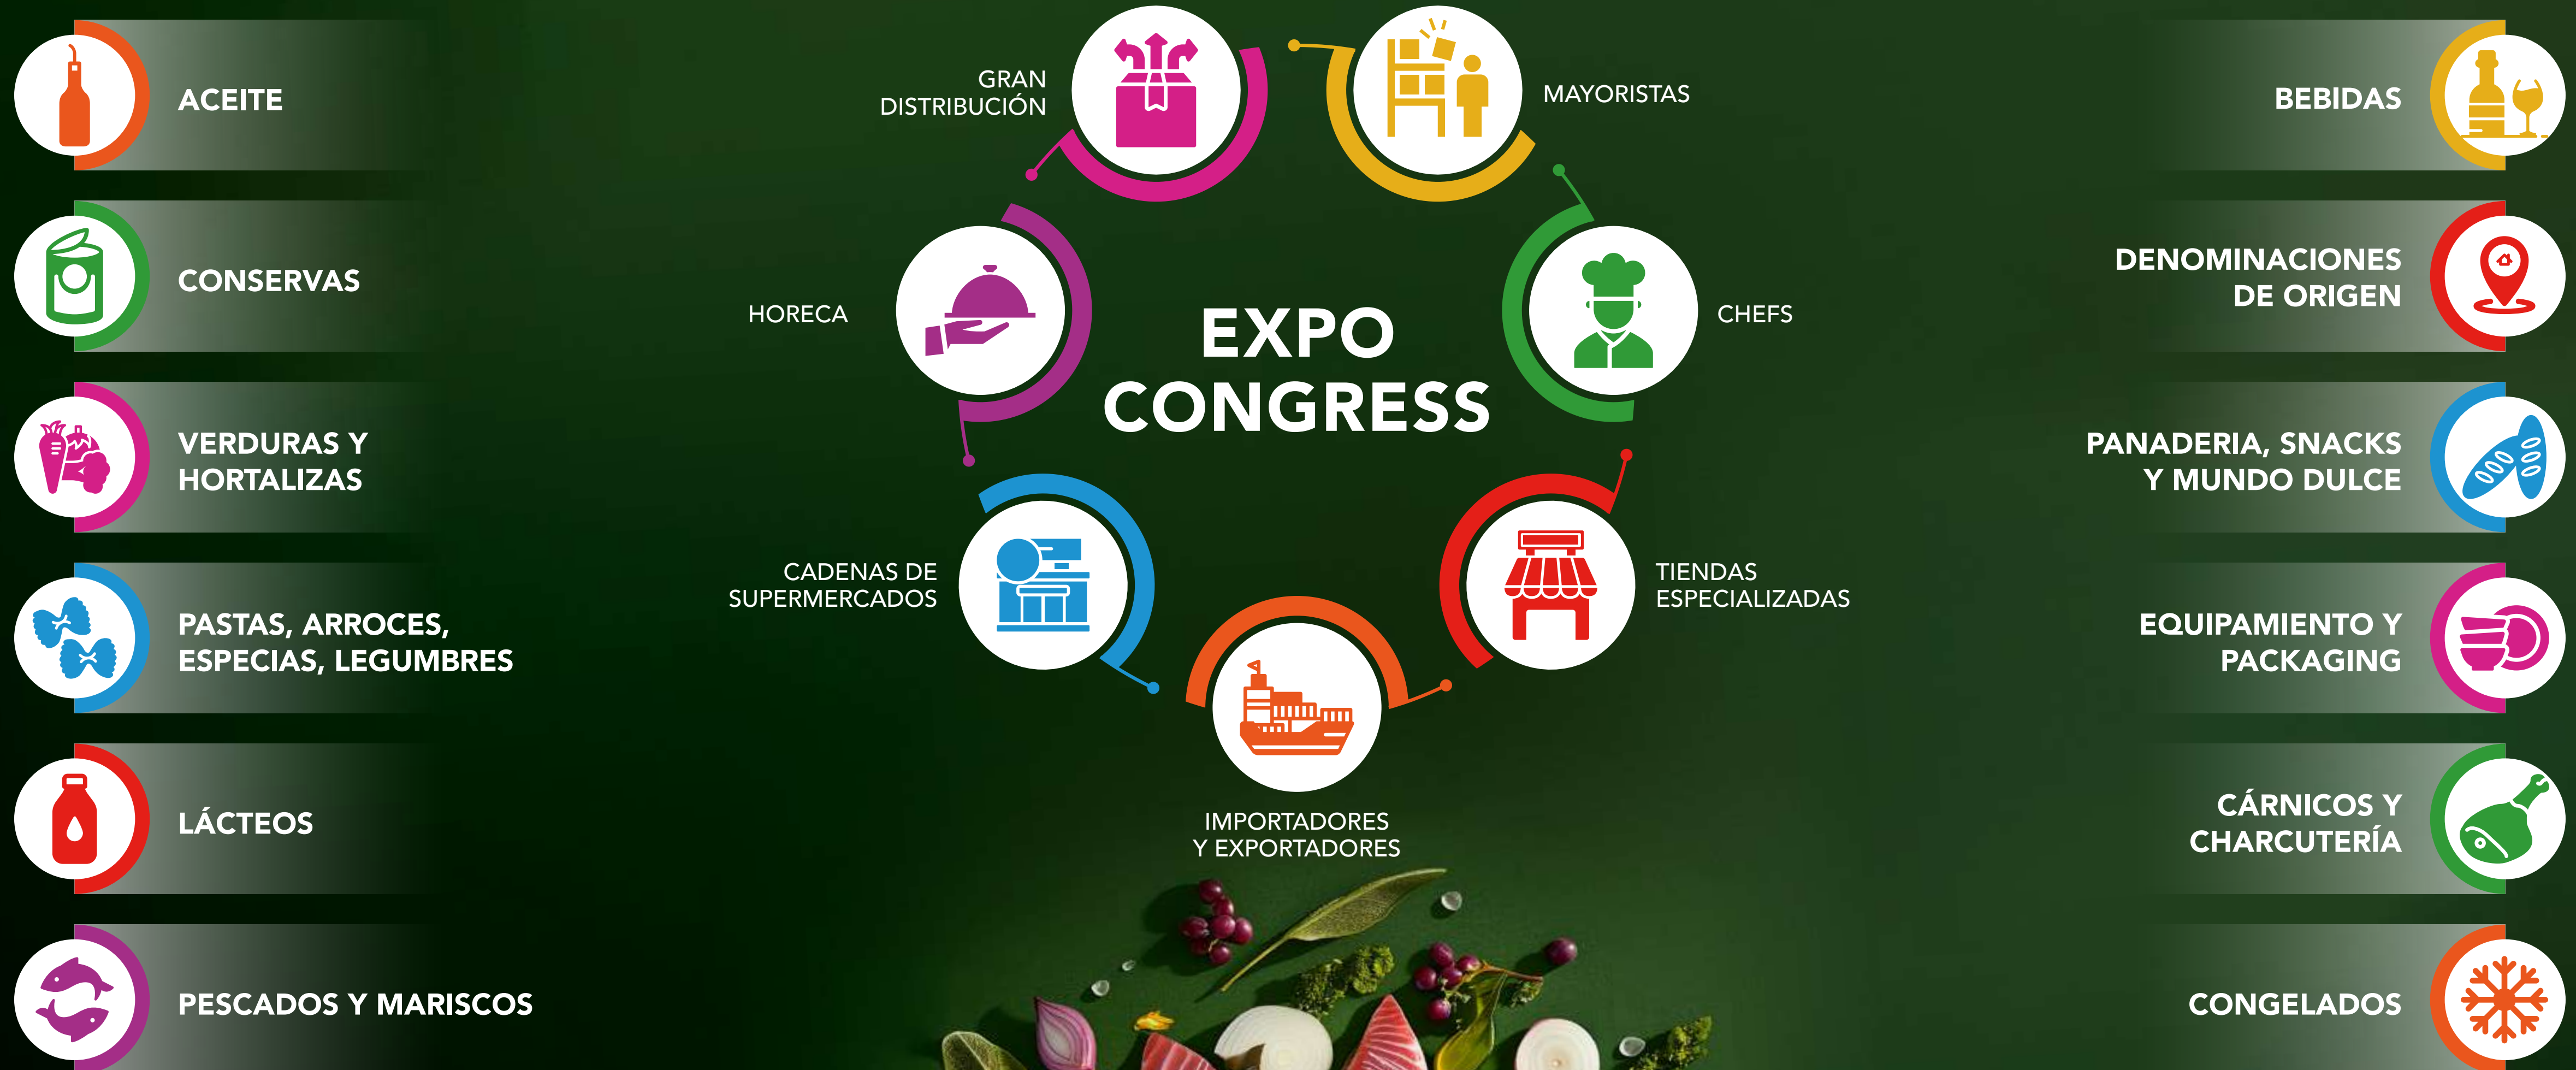 ACEITE
CONSERVAS
VERDURAS Y
HORTALIZAS
PASTAS, ARROCES,
ESPECIAS, LEGUMBRES
LÁCTEOS
PESCADOS Y MARISCOS
GRAN
DISTRIBUCIÓN
MAYORISTAS
HORECA
CHEFS
EXPO
CONGRESS
CADENAS DE
SUPERMERCADOS
TIENDAS
ESPECIALIZADAS
IMPORTADORES
Y EXPORTADORES
BEBIDAS
DENOMINACIONES
DE ORIGEN
PANADERIA, SNACKS
Y MUNDO DULCE
EQUIPAMIENTO Y
PACKAGING
CÁRNICOS Y
CHARCUTERÍA
CONGELADOS